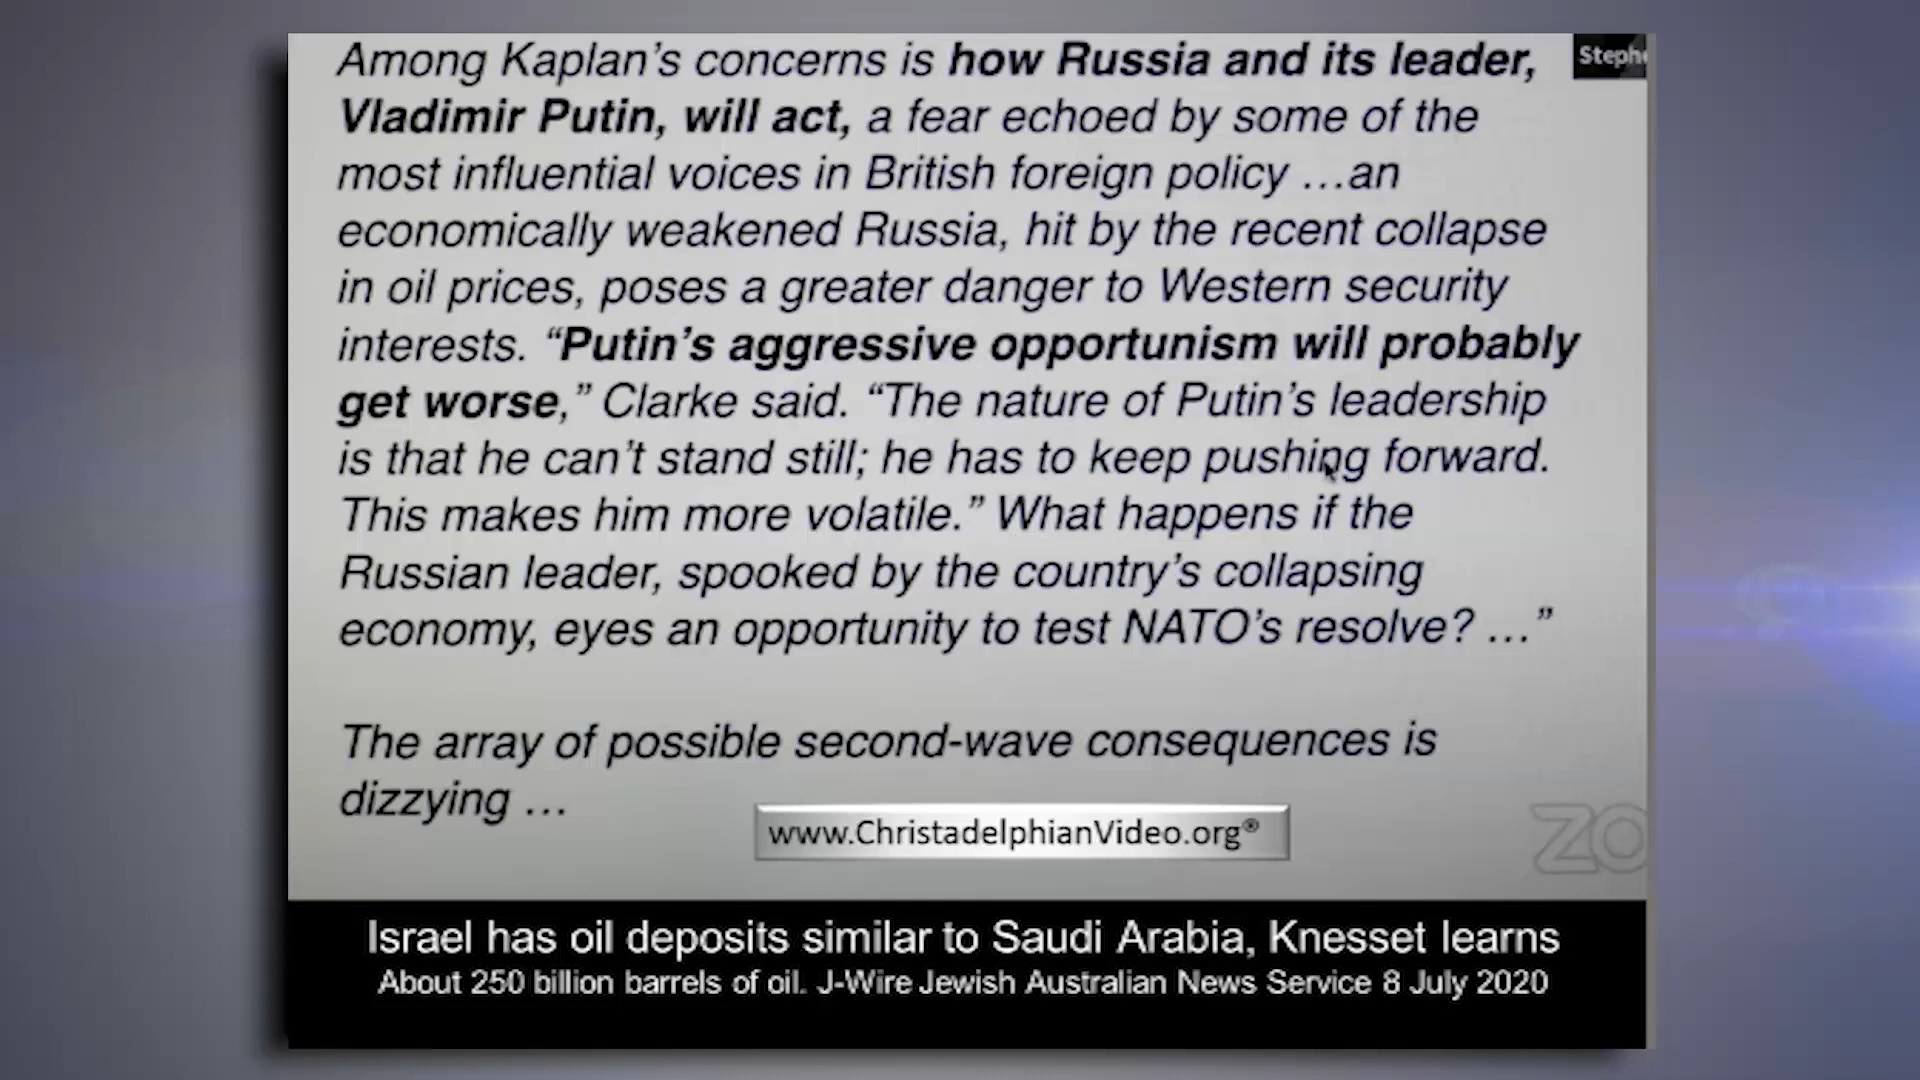 Among Kaplan's concerns is how Russia and its leader,
Stephe
Vladimir Putin, will act, a fear echoed by some of the
most influential voices in British foreign policy …an
economically weakened Russia, hit by the recent collapse
in oil prices, poses a greater danger to Western security
interests. “Putin's aggressive opportunism will probably
get worse,” Clarke said. “The nature of Putin's leadership
is that he can't stand still; he has to keep pushing forward.
This makes him more volatile.” What happens if the
Russian leader, spooked by the country's collapsing
economy, eyes an opportunity to test NATO's resolve? …”
The array of possible second-wave consequences is
dizzying …
www.ChristadelphianVideo.org®
ZO
Israel has oil deposits similar to Saudi Arabia, Knesset learns
About 250 billion barrels of oil. J-Wire Jewish Australian News Service 8 July 2020